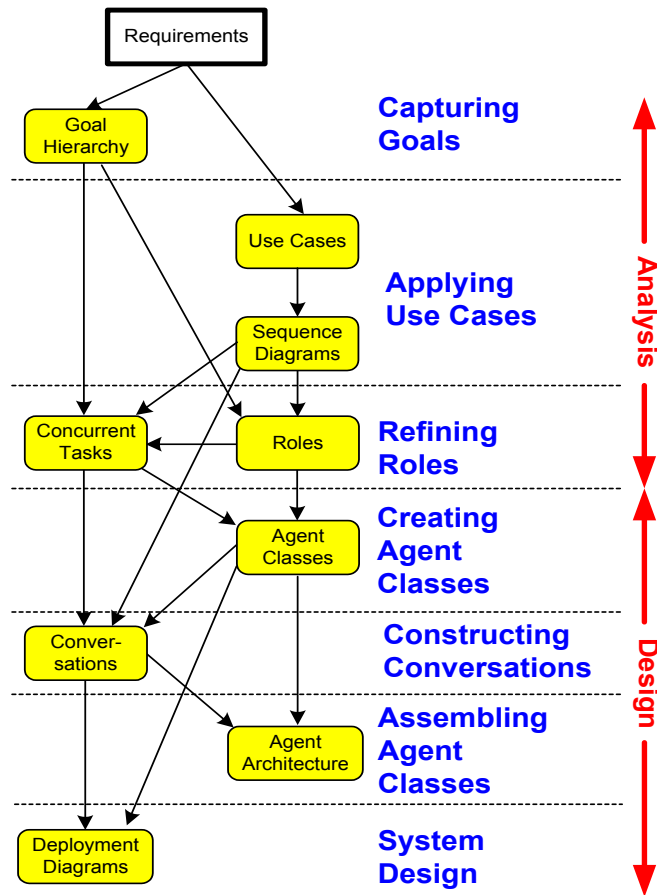 Requirements
Goal
Hierarchy
Capturing
Goals
Use Cases
Applying
Use Cases
Sequence
Diagrams
Analysis
Concurrent
Tasks
Roles
Refining
Roles
Agent
Classes
Creating
Agent
Classes
Conver-
sations
Constructing
Conversations
Design
Agent
Architecture
Assembling
Agent
Classes
Deployment
Diagrams
System
Design